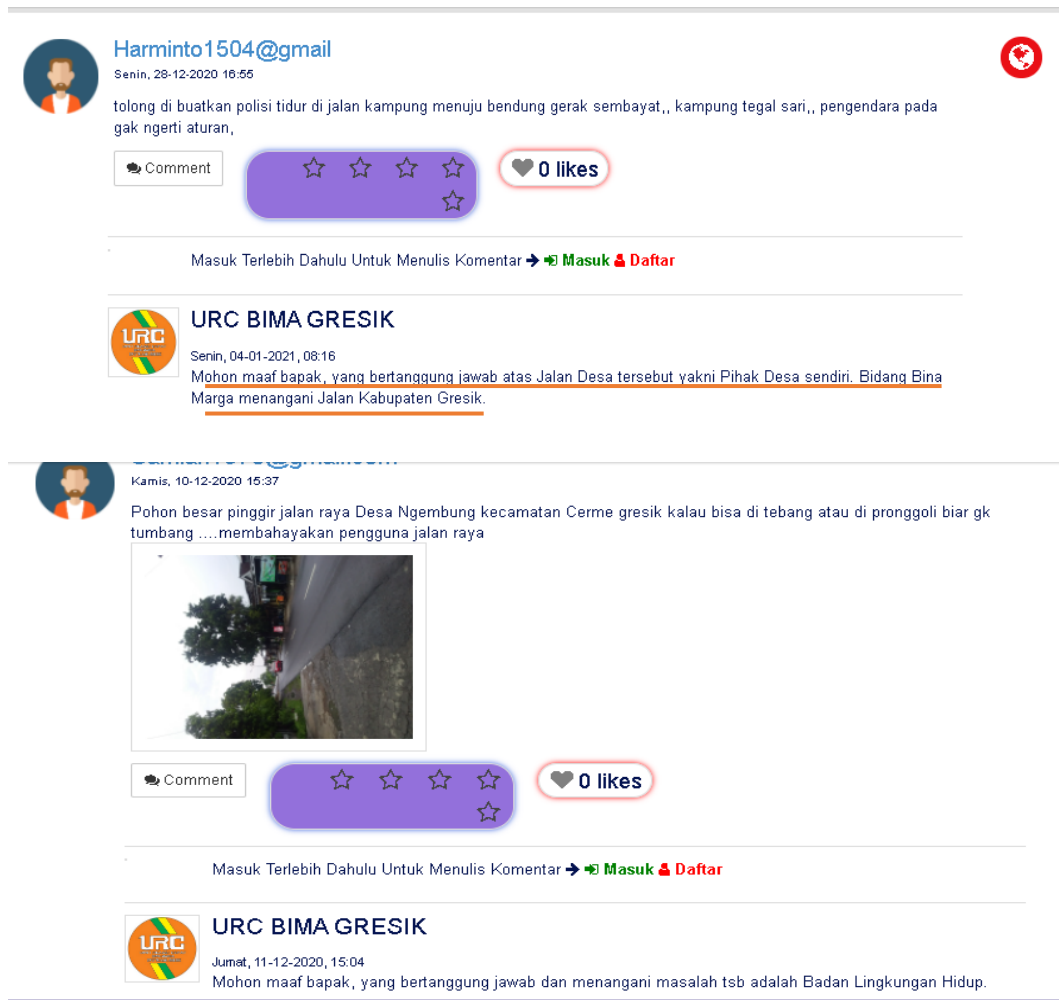 Harminto1504@gmail
Senin, 28-12-2020 16:55
tolong di buatkan polisi tidur di jalan kampung menuju bendung gerak sembayat,, kampung tegal sari,, pengendara pada
gak ngerti aturan,
Comment
0 likes
Masuk Terlebih Dahulu Untuk Menulis Komentar Masuk Daftar
URC
URC BIMA GRESIK
Senin, 04-01-2021, 08:16
Mohon maaf bapak, yang bertanggung jawab atas Jalan Desa tersebut yakni Pihak Desa sendiri. Bidang Bina
Marga menangani Jalan Kabupaten Gresik.
Kamis, 10-12-2020 15:37
Pohon besar pinggir jalan raya Desa Ngembung kecamatan Cerme gresik kalau bisa di tebang atau di pronggoli biar gk
tumbang ....membahayakan pengguna jalan raya
Comment
0 likes
Masuk Terlebih Dahulu Untuk Menulis Komentar Masuk Daftar
URC
URC BIMA GRESIK
Jumat, 11-12-2020, 15:04
Mohon maaf bapak, yang bertanggung jawab dan menangani masalah tsb adalah Badan Lingkungan Hidup.